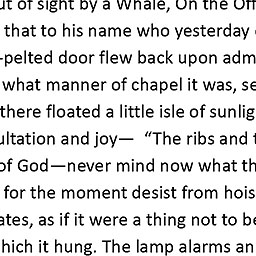 ut of sight by a Whale, On the Off
that to his name who yesterday
-pelted door flew back upon adm
what manner of chapel it was, se
there floated a little isle of sunlig
ultation and joy— “The ribs and t
of God—never mind now what th
for the moment desist from hois
ates, as if it were a thing not to be
hich it hung. The lamp alarms an